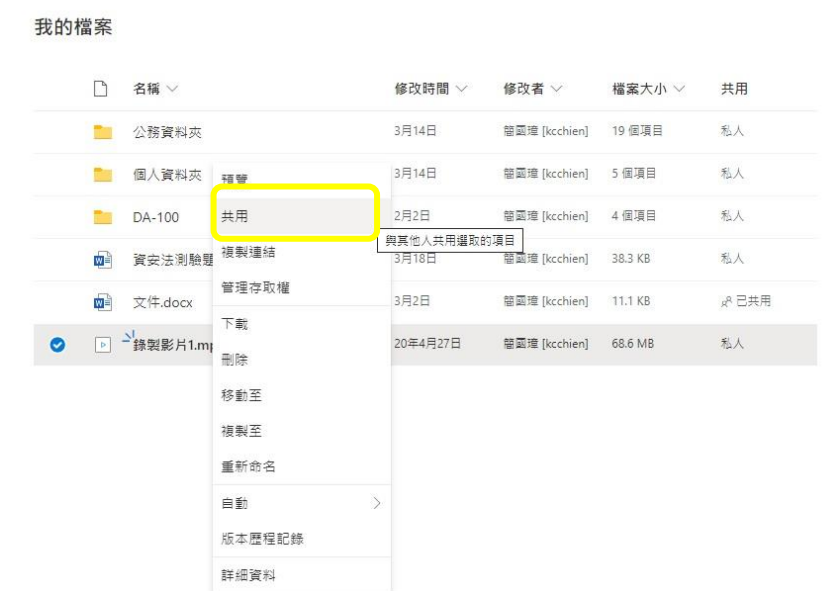 我的檔案
名稱 修改時間 修改者 檔案大小 共用
公務資料夾 3月14日 簡國璋 [kcchien] 19 個項目 私人
個人資料夾 3月14日 簡國璋 [kcchien] 5 個項目 私人
預覽
DA-100 2月2日 簡國璋 [kcchien] 4 個項目 私人
共用
與其他人共用選取的項目
資安法測驗題 3月18日 簡國璋 [kcchien] 38.3 KB 私人
複製連結
管理存取權
文件.docx 3月2日 簡國璋 [kcchien] 11.1 KB 已共用
下載
錄製影片1.mp 20年4月27日 簡國璋 [kcchien] 68.6 MB 私人
刪除
移動至
複製至
重新命名
自動
版本歷程記錄
詳細資料